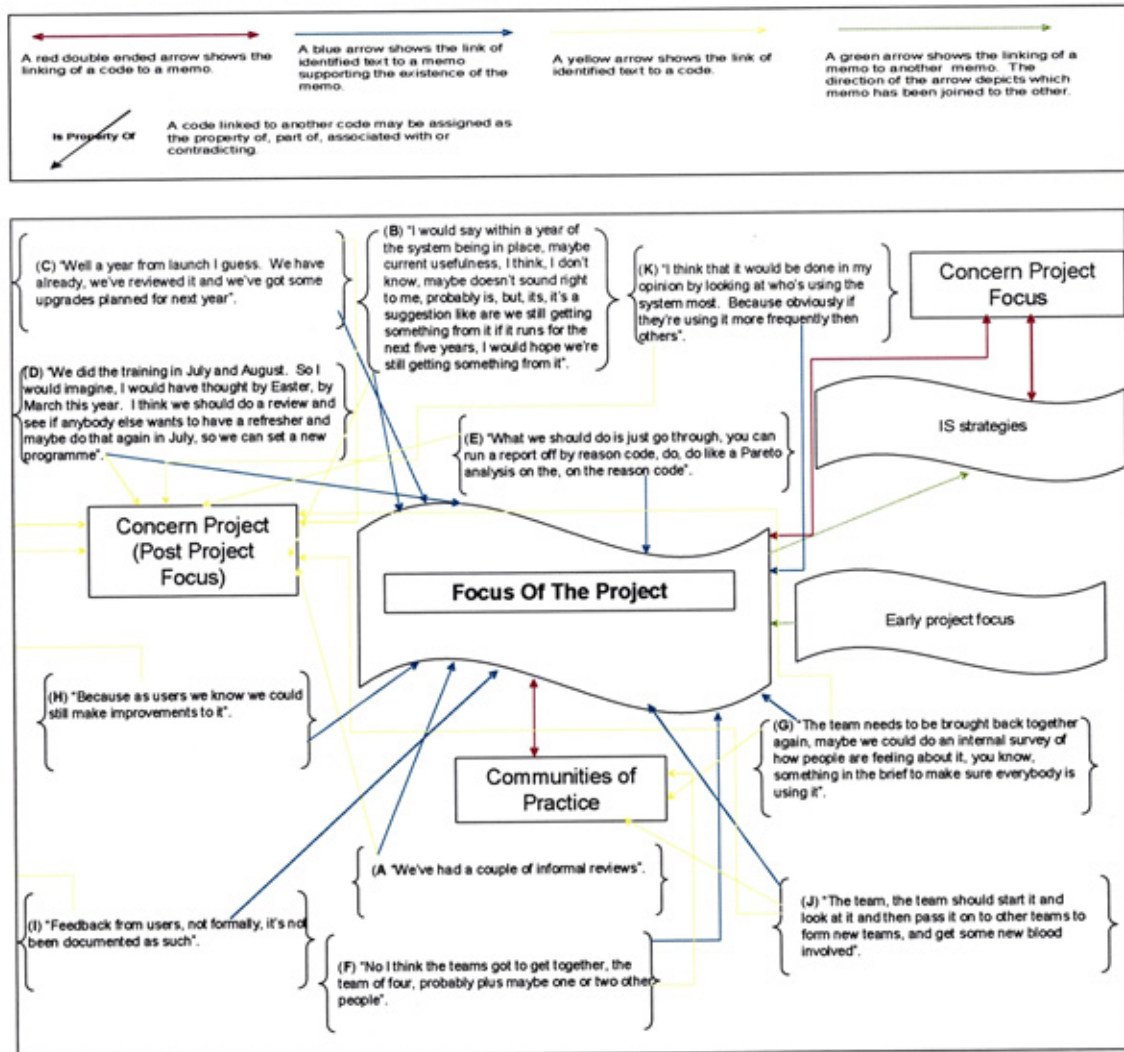 A red double ended arrow shows the
linking of a code to a memo.
A blue arrow shows the link of
identified text to a memo
supporting the existence of the
memo.
A yellow arrow shows the link of
identified text to a code.
A green arrow shows the linking of a
memo to another memo. The
direction of the arrow depicts which
memo has been joined to the other.
Is Property Of
A code linked to another code may be assigned as
the property of, part of, associated with or
contradicting.
(C) "Well a year from launch I guess. We have
already, we've reviewed it and we've got some
upgrades planned for next year".
(B) "I would say within a year of
the system being in place, maybe
current usefulness, I think, I don't
know, maybe doesn't sound right
to me, probably is, but, its, it's a
suggestion like are we still getting
something from it if it runs for the
next five years, I would hope we're
still getting something from it".
(K) "I think that it would be done in my
opinion by looking at who's using the
system most. Because obviously if
they're using it more frequently then
others".
Concern Project
Focus
(D) "We did the training in July and August. So I
would imagine, I would have thought by Easter, by
March this year. I think we should do a review and
see if anybody else wants to have a refresher and
maybe do that again in July, so we can set a new
programme".
IS strategies
(E) "What we should do is just go through, you can
run a report off by reason code, do, do like a Pareto
analysis on the, on the reason code".
Concern Project
(Post Project
Focus)
Focus Of The Project
Early project focus
(H) "Because as users we know we could
still make improvements to it".
(G) "The team needs to be brought back together
again, maybe we could do an internal survey of
how people are feeling about it, you know,
something in the brief to make sure everybody is
using it".
Communities of
Practice
(A "We've had a couple of informal reviews".
(J) "The team, the team should start it and
look at it and then pass it on to other teams to
form new teams, and get some new blood
involved".
(I) "Feedback from users, not formally, it's not
been documented as such".
(F) "No I think the teams got to get together, the
team of four, probably plus maybe one or two other
people".